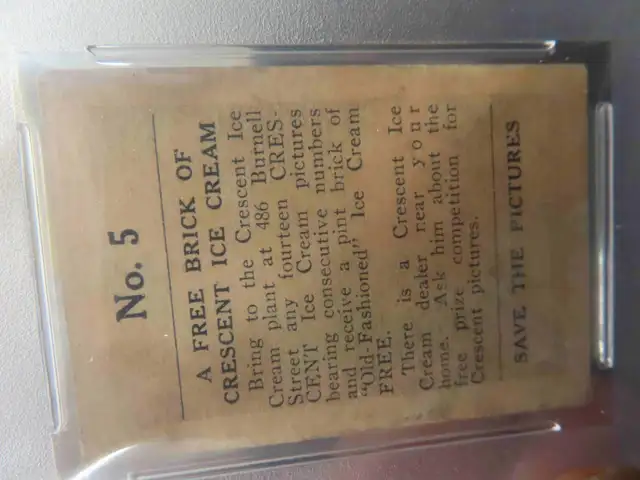 No. 5
A FREE BRICK OF
CRESCENT ICE CREAM
Bring to the Crescent Ice
Cream plant at 486 Burnell
Street any fourteen CRES-
CENT Ice Cream pictures
bearing consecutive numbers
and receive a pint brick of
"Old-Fashioned" Ice Cream
FREE.
There is a Crescent Ice
Cream dealer near your
home. Ask him about the
free prize competition for
Crescent pictures.
SAVE THE PICTURES